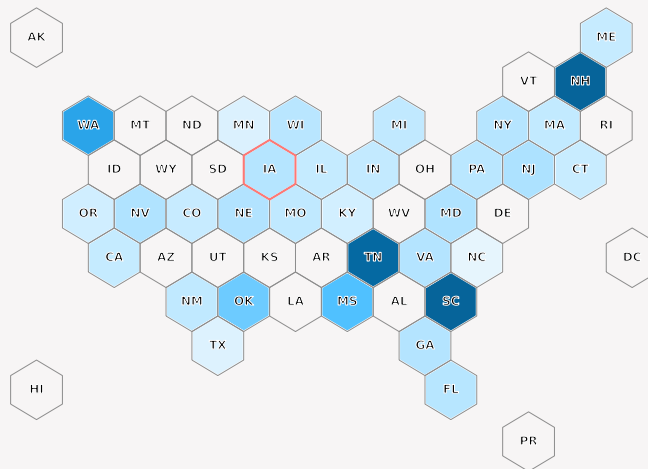 AK ME
VT NH
WA MT ND MN WI MI NY MA RI
ID WY SD IA IL IN OH PA NJ CT
OR NV CO NE MO KY WV MD DE
CA AZ UT KS AR TN VA NC DC
NM OK LA MS AL SC
TX GA
HI FL
PR